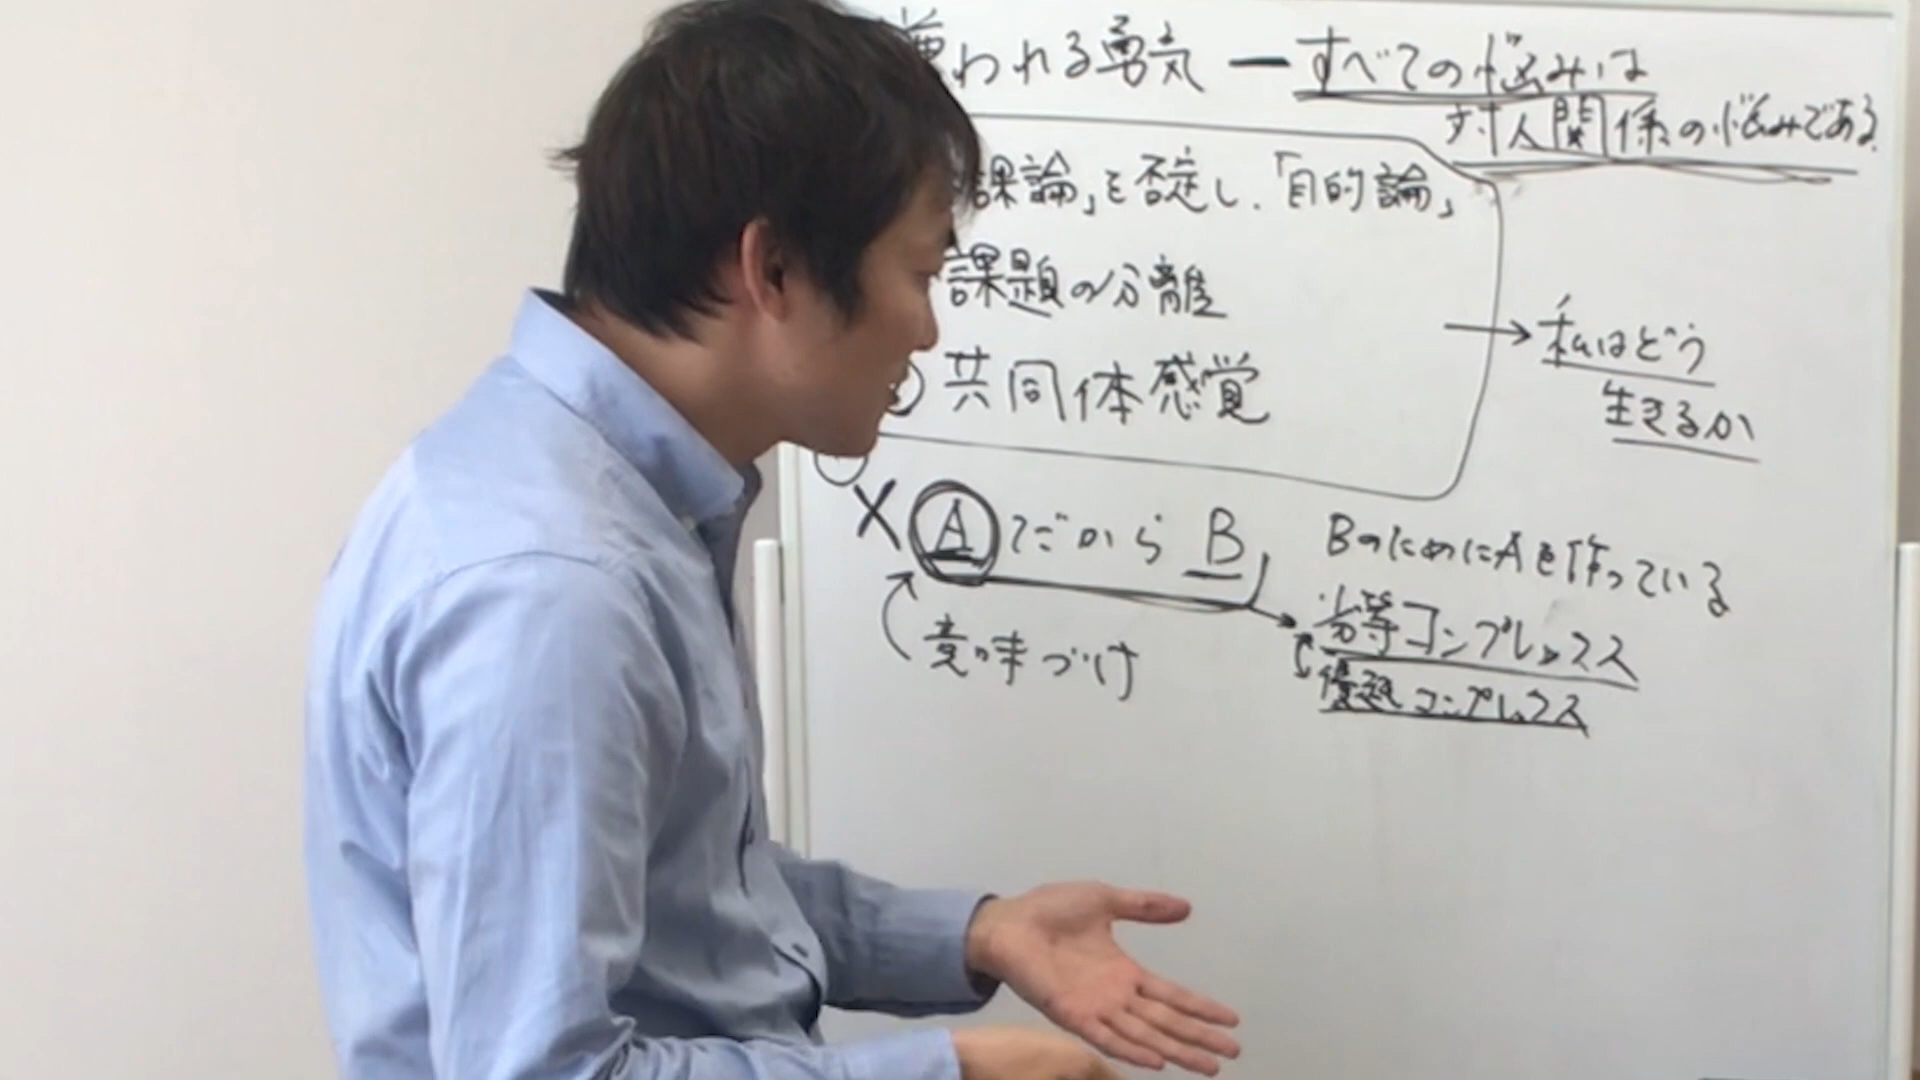 嫌われる勇気 ー すべての悩みは
対人関係の悩みである
課論」を否定し、「目的論」
課題の分離
共同体感覚
→私はどう
生きるか
X A だから B
BのためにAを作っている
意味づけ
劣等コンプレックス
優越コンプレックス